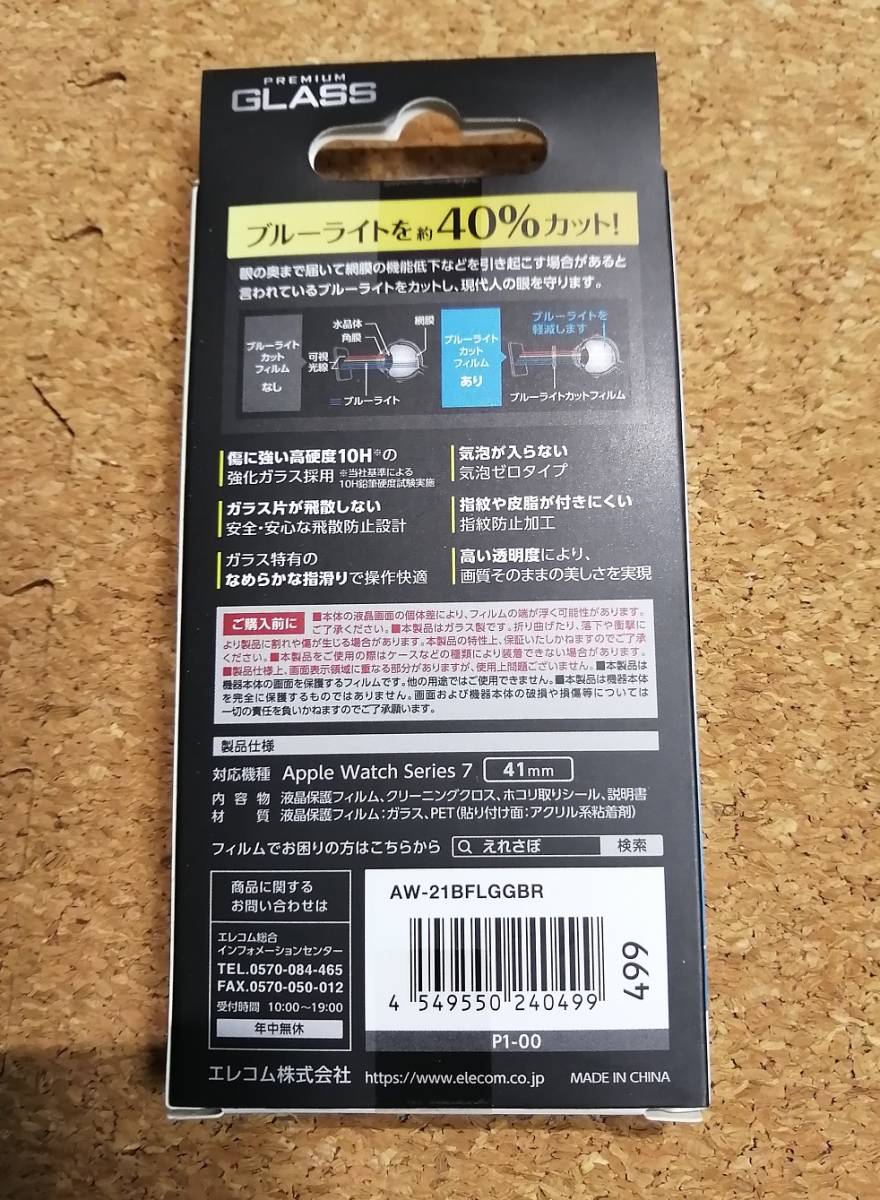 PREMIUM
GLASS
ブルーライトを約40%カット!
眼の奥まで届いて網膜の機能低下などを引き起こす場合があると
言われているブルーライトをカットし、現代人の眼を守ります。
ブルーライト
カット
フィルム
なし
可視
光線
水晶体
角膜
網膜
ブルーライト
ブルーライト
カット
フィルム
あり
ブルーライトを
軽減します
ブルーライトカットフィルム
傷に強い高硬度10H※の
強化ガラス採用 ※当社基準による
10H鉛筆硬度試験実施
気泡が入らない
気泡ゼロタイプ
ガラス片が飛散しない
安全・安心な飛散防止設計
指紋や皮脂が付きにくい
指紋防止加工
ガラス特有の
なめらかな指滑りで操作快適
高い透明度により、
画質そのままの美しさを実現
ご購入前に ■本体の液晶画面の個体差により、フィルムの端が浮く可能性があります。
ご了承ください。■本製品はガラス製です。折り曲げたり、落下や衝撃に
より製品に割れや傷が生じる場合があります。本製品の特性上、保証いたしかねますのでご了承
ください。■本製品をご使用の際はケースなどの種類により装着できない場合があります。
■製品仕様上、画面表示領域に重なる部分がありますが、使用上問題ございません。■本製品は
機器本体の画面を保護するフィルムです。他の用途ではご使用できません。■本製品は機器本体
を完全に保護するものではありません。画面および機器本体の破損や損傷等については
一切の責任を負いかねますのでご了承願います。
製品仕様
対応機種 Apple Watch Series 7 41mm
内容物 液晶保護フィルム、クリーニングクロス、ホコリ取りシール、説明書
材質 液晶保護フィルム:ガラス、PET(貼り付け面:アクリル系粘着剤)
フィルムでお困りの方はこちらから えれさぽ 検索
商品に関する
お問い合わせは
エレコム総合
インフォメーションセンター
TEL.0570-084-465
FAX.0570-050-012
受付時間 10:00〜19:00
年中無休
AW-21BFLGGBR
4 549550 240499
499
P1-00
エレコム株式会社 https://www.elecom.co.jp MADE IN CHINA